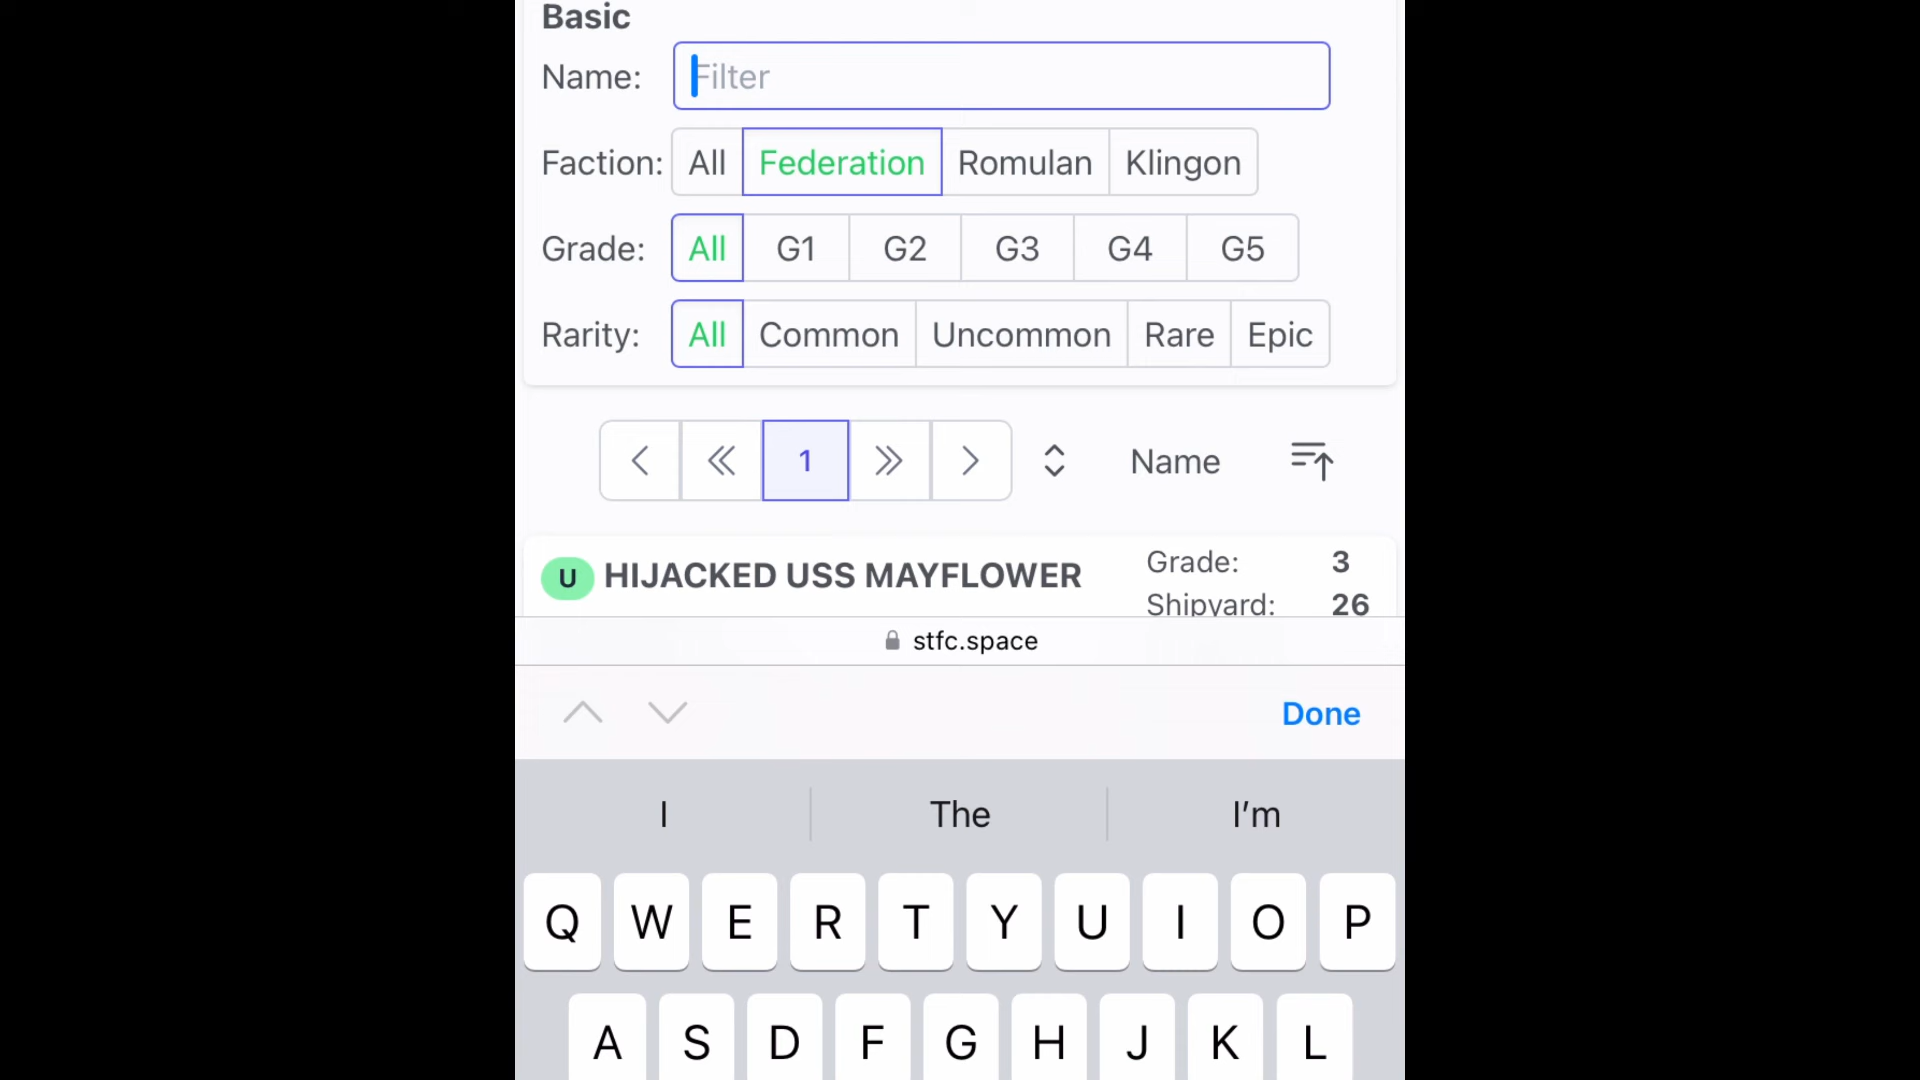 Basic
Name: Filter
Faction: All Federation Romulan Klingon
Grade: All G1 G2 G3 G4 G5
Rarity: All Common Uncommon Rare Epic
1 Name
U HIJACKED USS MAYFLOWER Grade: 3
Shipyard: 26
stfc.space
Done
I The I’m
Q W E R T Y U I O P
A S D F G H J K L